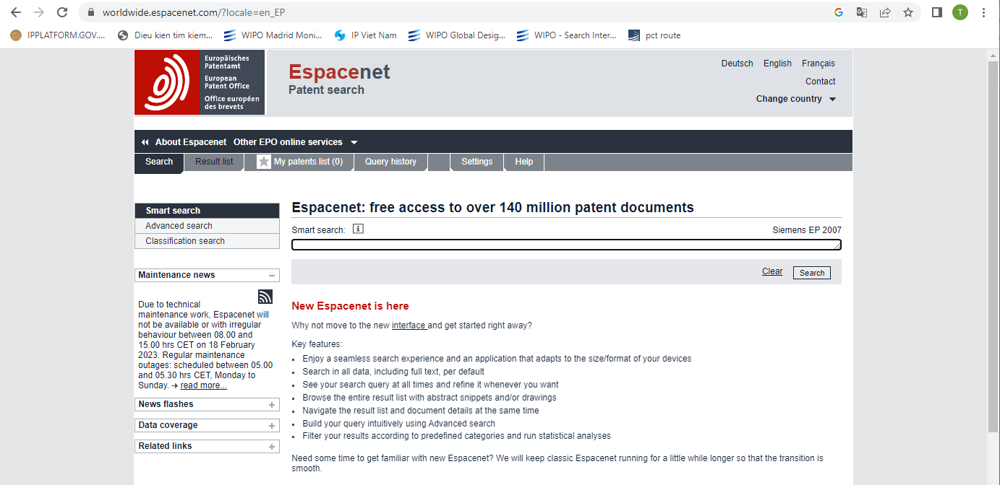 worldwide.espacenet.com/?locale=en_EP
T
IPPLATFORM.GOV....
Dieu kien tim kiem...
WIPO Madrid Moni...
IP Viet Nam
WIPO Global Desig...
WIPO - Search Inter...
pct route
Europäisches
Patentamt
European
Patent Office
Office européen
des brevets
Espacenet
Patent search
Deutsch English Français
Contact
Change country
About Espacenet Other EPO online services
Search Result list My patents list (0) Query history Settings Help
Smart search
Advanced search
Classification search
Maintenance news
Due to technical
maintenance work, Espacenet will
not be available or with irregular
behaviour between 08.00 and
15.00 hrs CET on 18 February
2023. Regular maintenance
outages: scheduled between 05.00
and 05.30 hrs CET, Monday to
Sunday. → read more...
News flashes
Data coverage
Related links
Espacenet: free access to over 140 million patent documents
Smart search: i Siemens EP 2007
Clear Search
New Espacenet is here
Why not move to the new interface and get started right away?
Key features:
▪ Enjoy a seamless search experience and an application that adapts to the size/format of your devices
▪ Search in all data, including full text, per default
▪ See your search query at all times and refine it whenever you want
▪ Browse the entire result list with abstract snippets and/or drawings
▪ Navigate the result list and document details at the same time
▪ Build your query intuitively using Advanced search
▪ Filter your results according to predefined categories and run statistical analyses
Need some time to get familiar with new Espacenet? We will keep classic Espacenet running for a little while longer so that the transition is
smooth.